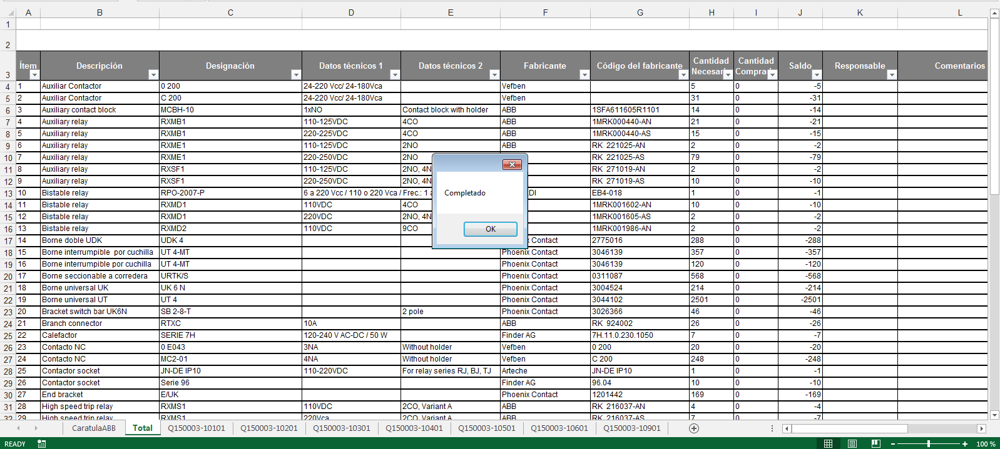 A B C D E F G H I J K L
1
2
3 Ítem Descripción Designación Datos técnicos 1 Datos técnicos 2 Fabricante Código del fabricante Cantidad Cantidad Saldo Responsable Comentarios
4 1 Auxiliar Contactor 0 200 24-220 Vcc/ 24-180Vca Vefben 5 0 -5
5 2 Auxiliar Contactor C 200 24-220 Vcc/ 24-180Vca Vefben 31 0 -31
6 3 Auxiliary contact block MCBH-10 1xNO Contact block with holder ABB 1SFA611605R1101 14 0 -14
7 4 Auxiliary relay RXMB1 110-125VDC 4CO ABB 1MRK000440-AN 21 0 -21
8 5 Auxiliary relay RXMB1 220-225VDC 4CO ABB 1MRK000440-AS 15 0 -15
9 6 Auxiliary relay RXME1 110-125VDC 2NO ABB RK 221025-AN 2 0 -2
10 7 Auxiliary relay RXME1 220-250VDC 2NO RK 221025-AS 79 0 -79
11 8 Auxiliary relay RXSF1 110-125VDC 2NO, 4N RK 271019-AN 2 0 -2
12 9 Auxiliary relay RXSF1 220-250VDC 2NO, 4N RK 271019-AS 10 0 -10
13 10 Bistable relay RPO-2007-P 6 a 220 Vcc / 110 o 220 Vca / Frec.: 1 a DI EB4-018 1 0 -1
14 11 Bistable relay RXMD1 110VDC 4CO 1MRK001602-AN 10 0 -10
15 12 Bistable relay RXMD1 220VDC 2NO, 4N 1MRK001605-AS 2 0 -2
16 13 Bistable relay RXMD2 110VDC 9CO 1MRK001986-AN 2 0 -2
17 14 Borne doble UDK UDK 4 Contact 2775016 288 0 -288
18 15 Borne interrumpible por cuchilla UT 4-MT Phoenix Contact 3046139 357 0 -357
19 16 Borne interrumpible por cuchilla UT 4-MT Phoenix Contact 3046139 120 0 -120
20 17 Borne seccionable a corredera URTK/S Phoenix Contact 0311087 568 0 -568
21 18 Borne universal UK UK 6 N Phoenix Contact 3004524 214 0 -214
22 19 Borne universal UT UT 4 Phoenix Contact 3044102 2501 0 -2501
23 20 Bracket switch bar UK6N SB 2-8-T 2 pole Phoenix Contact 3026366 46 0 -46
24 21 Branch connector RTXC 10A ABB RK 924002 26 0 -26
25 22 Calefactor SERIE 7H 120-240 V AC-DC / 50 W Finder AG 7H.11.0.230.1050 7 0 -7
26 23 Contacto NC 0 E043 3NA Without holder Vefben 0 200 20 0 -20
27 24 Contacto NC MC2-01 4NA Without holder Vefben C 200 248 0 -248
28 25 Contactor socket JN-DE IP10 110-220VDC For relay series RJ, BJ, TJ Arteche JN-DE IP10 1 0 -1
29 26 Contactor socket Serie 96 Finder AG 96.04 10 0 -10
30 27 End bracket E/UK Phoenix Contact 1201442 169 0 -169
31 28 High speed trip relay RXMS1 110VDC 2CO, Variant A ABB RK 216037-AN 4 0 -4
32 29 High speed trip relay RXMS1 220Vca 2CO, Variant A ABB RK 216037-AS 7 0 -7
Completado
OK
CaratulaABB Total Q150003-10101 Q150003-10201 Q150003-10301 Q150003-10401 Q150003-10501 Q150003-10601 Q150003-10901
READY 100 %